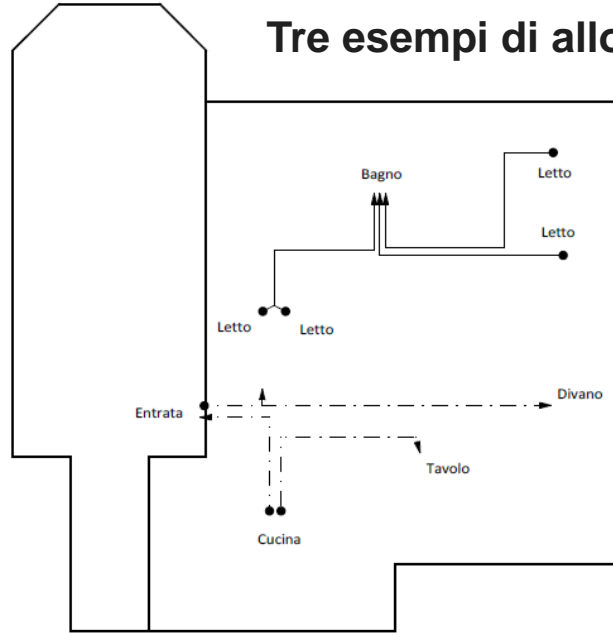 Tre esempi di allo
Bagno
Letto
Letto
Letto
Letto
Divano
Entrata
Tavolo
Cucina